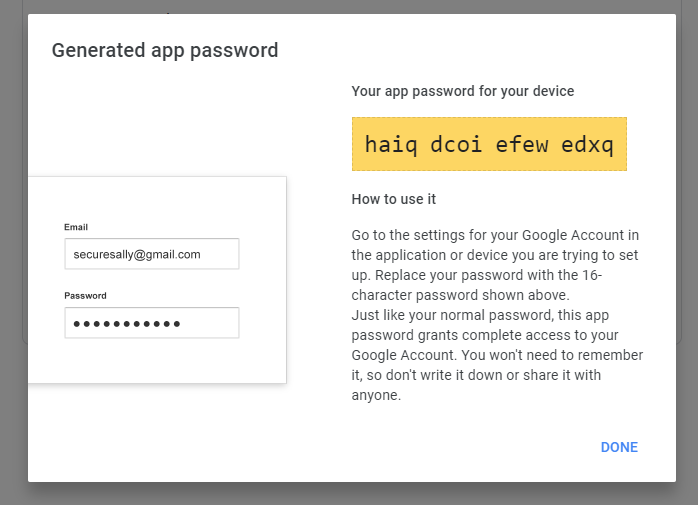 Generated app password
Your app password for your device
haiq dcoi efew edxq
How to use it
Email
securesally@gmail.com
Password
Go to the settings for your Google Account in
the application or device you are trying to set
up. Replace your password with the 16-
character password shown above.
Just like your normal password, this app
password grants complete access to your
Google Account. You won't need to remember
it, so don't write it down or share it with
anyone.
DONE